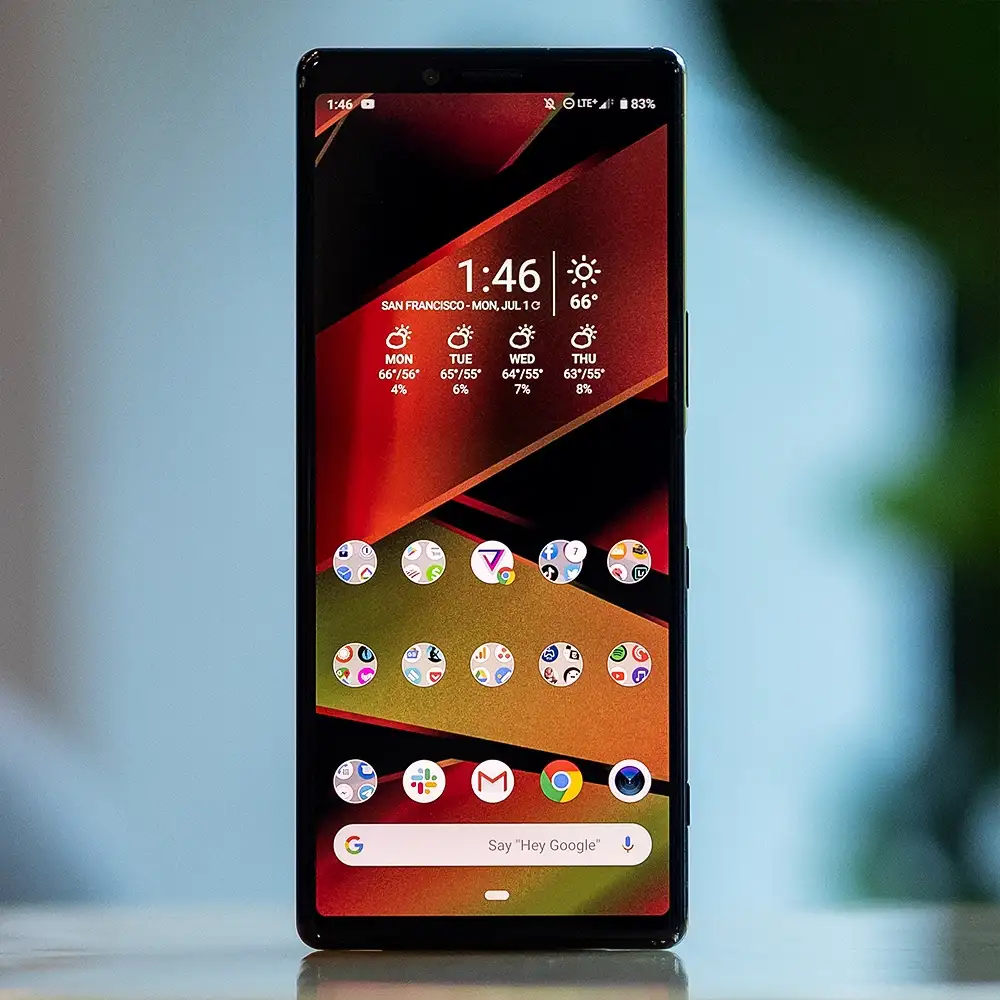 1:46 LTE+ 83%
1:46
66°
SAN FRANCISCO - MON, JUL 1
MON TUE WED THU
66°/56° 65°/55° 64°/55° 63°/55°
4% 6% 7% 8%
7
Say "Hey Google"